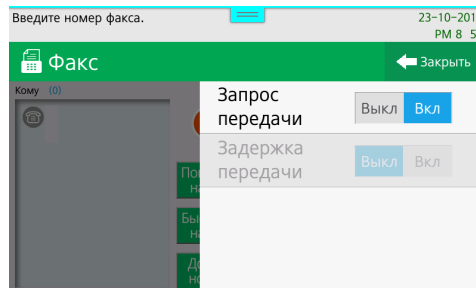 Введите номер факса.
23-10-201
PM 8 5
Факс
Закрыть
Кому (0)
Запрос
передачи
Выкл Вкл
Задержка
передачи
Выкл Вкл